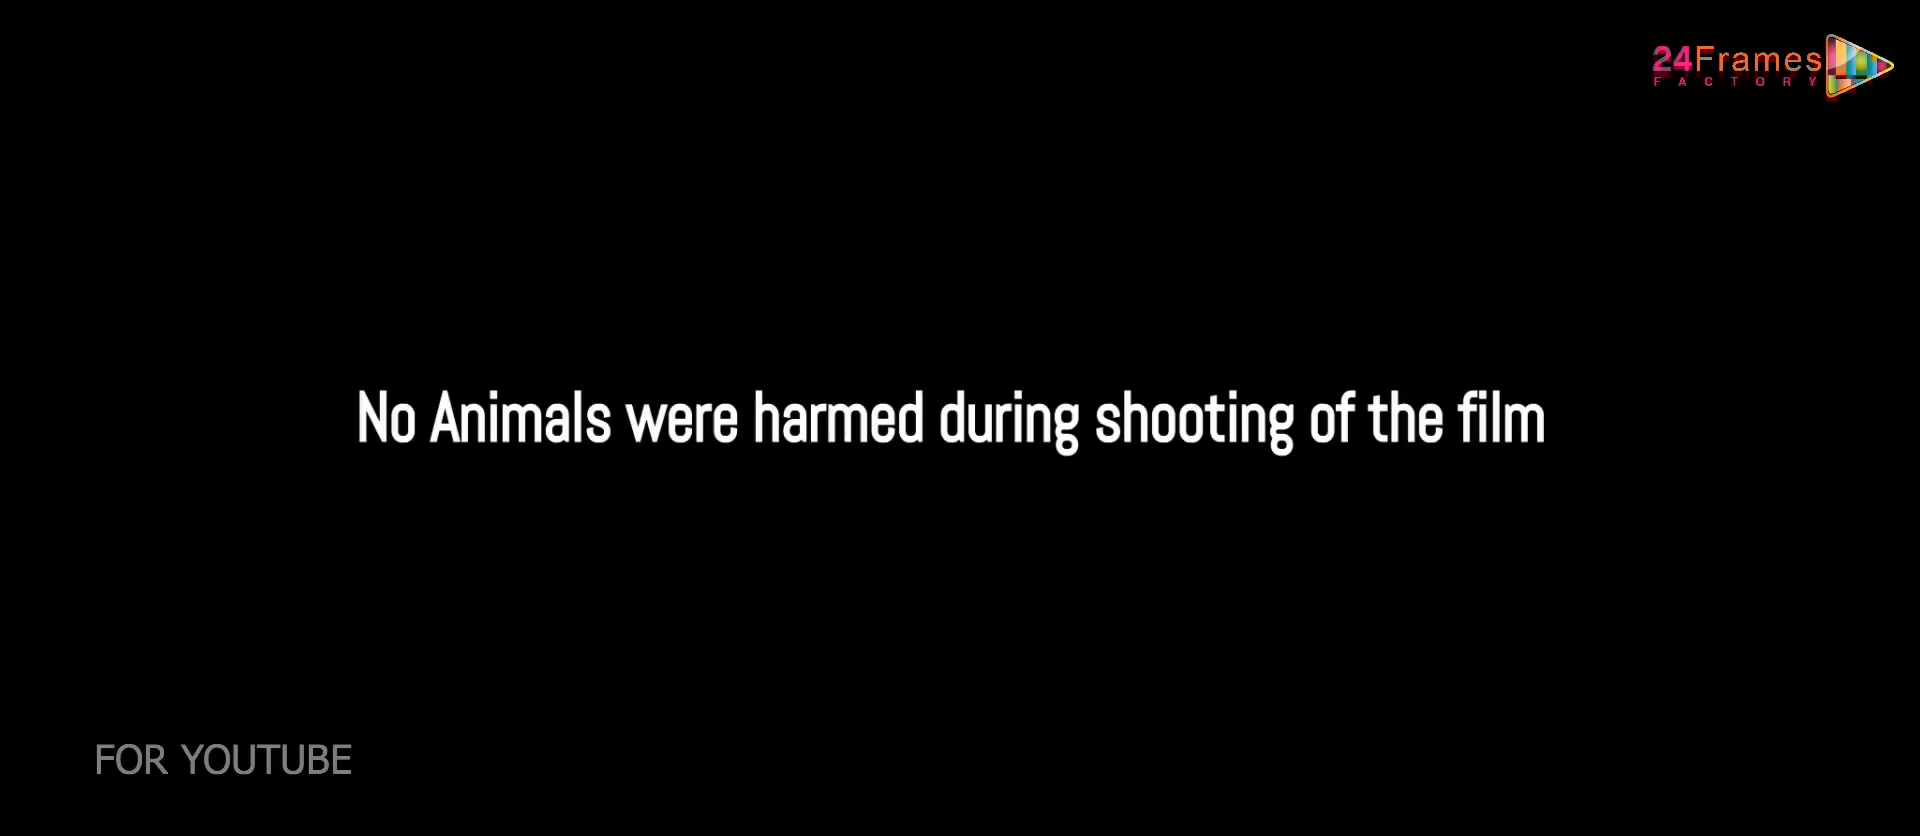 24Frames
FACTORY
No Animals were harmed during shooting of the film
FOR YOUTUBE